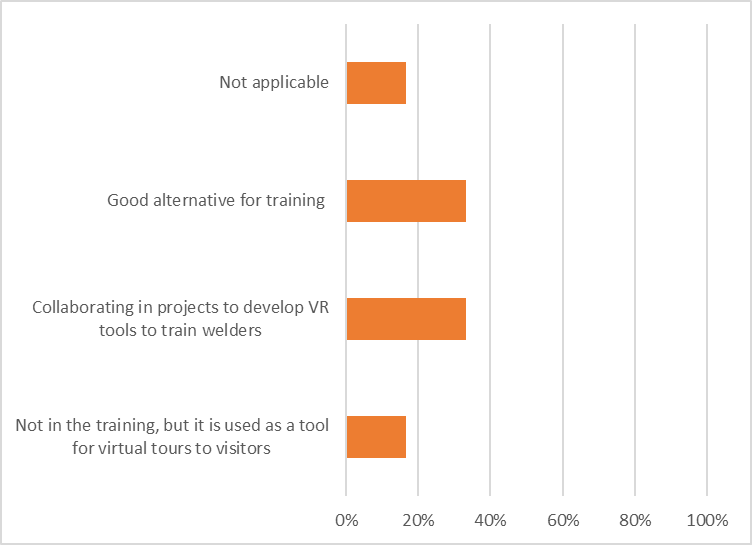 Not applicable
Good alternative for training
Collaborating in projects to develop VR
tools to train welders
Not in the training, but it is used as a tool
for virtual tours to visitors
0% 20% 40% 60% 80% 100%